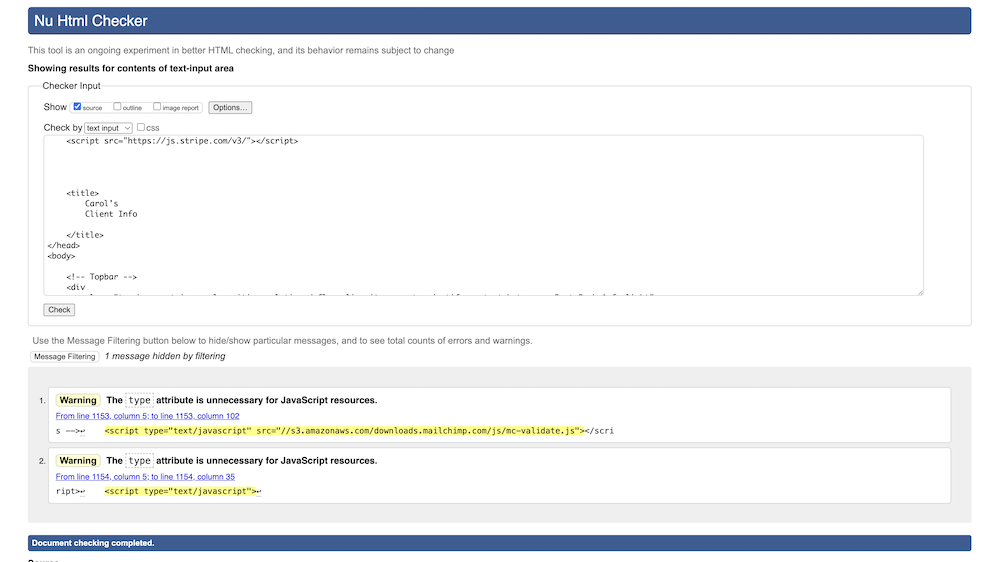 Nu Html Checker
This tool is an ongoing experiment in better HTML checking, and its behavior remains subject to change
Showing results for contents of text-input area
Checker Input
Show source outline image report Options...
Check by text input css
<script src="https://js.stripe.com/v3/"></script>
<title>
Carol's
Client Info
</title>
</head>
<body>
<!-- Topbar -->
<div
Check
Use the Message Filtering button below to hide/show particular messages, and to see total counts of errors and warnings.
Message Filtering 1 message hidden by filtering
1. Warning The type attribute is unnecessary for JavaScript resources.
From line 1153, column 5; to line 1153, column 102
s -->↩ <script type="text/javascript" src="//s3.amazonaws.com/downloads.mailchimp.com/js/mc-validate.js"></scri
2. Warning The type attribute is unnecessary for JavaScript resources.
From line 1154, column 5; to line 1154, column 35
ript>↩ <script type="text/javascript">↩
Document checking completed.